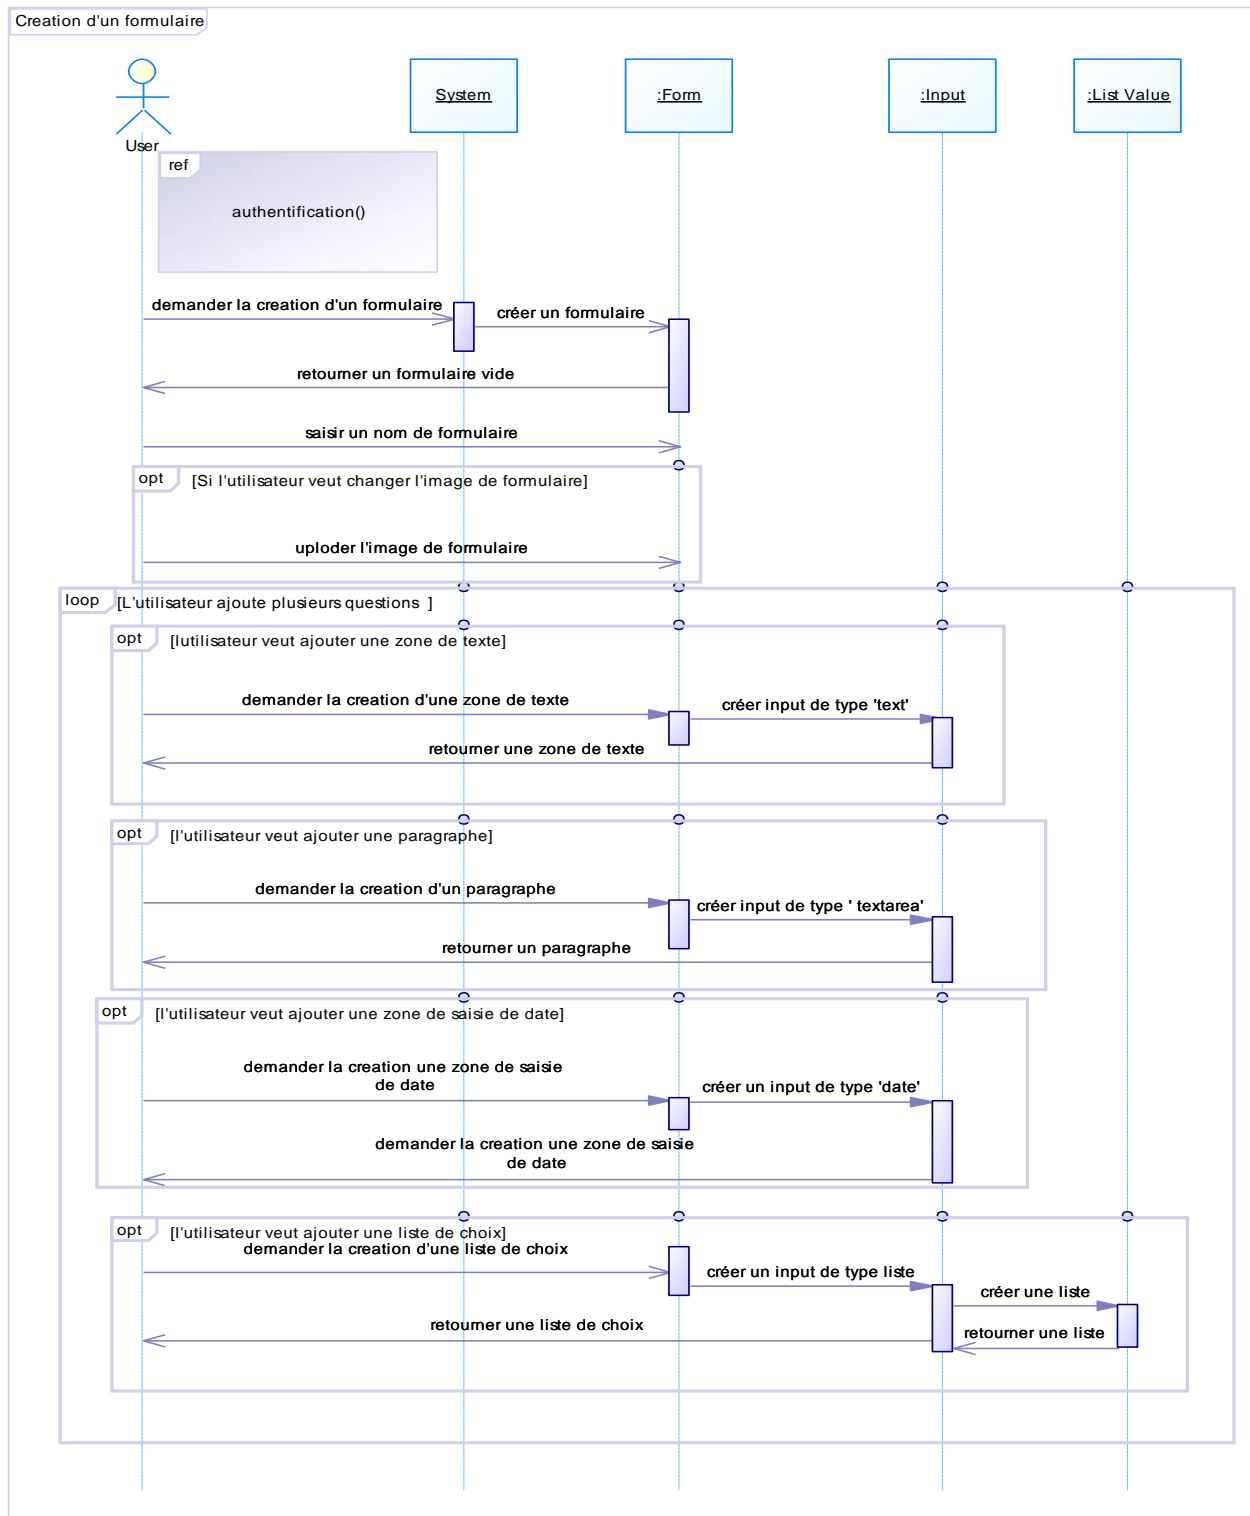 Creation d'un formulaire
System
:Form
:Input
:List Value
User
ref
authentification()
demander la creation d'un formulaire
créer un formulaire
retourner un formulaire vide
saisir un nom de formulaire
opt
[Si l'utilisateur veut changer l'image de formulaire]
uploder l'image de formulaire
loop
[L'utilisateur ajoute plusieurs questions ]
opt
[lutilisateur veut ajouter une zone de texte]
demander la creation d'une zone de texte
créer input de type 'text'
retourner une zone de texte
opt
[l'utilisateur veut ajouter une paragraphe]
demander la creation d'un paragraphe
créer input de type ' textarea'
retourner un paragraphe
opt
[l'utilisateur veut ajouter une zone de saisie de date]
demander la creation une zone de saisie
de date
créer un input de type 'date'
demander la creation une zone de saisie
de date
opt
[l'utilisateur veut ajouter une liste de choix]
demander la creation d'une liste de choix
créer un input de type liste
créer une liste
retourner une liste de choix
retourner une liste